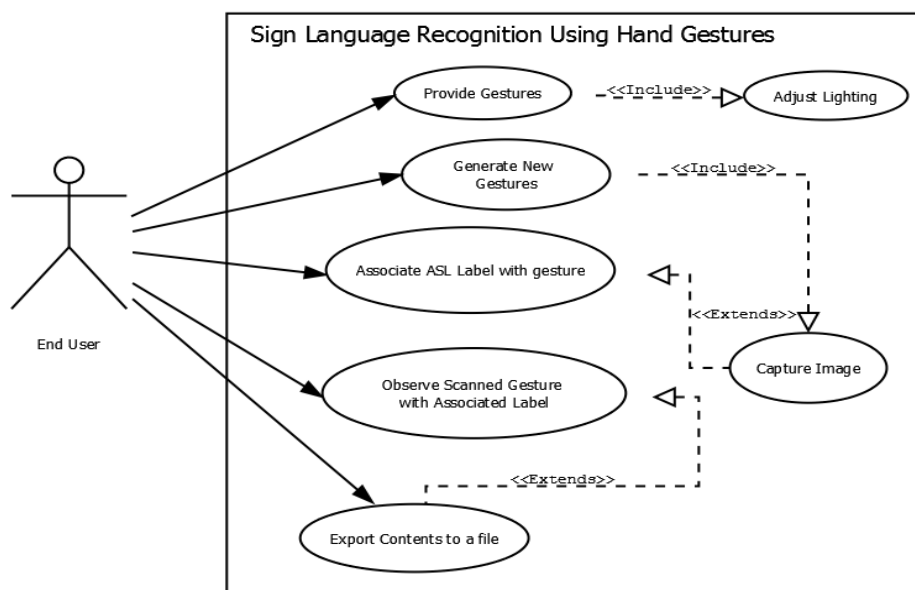 Sign Language Recognition Using Hand Gestures
Provide Gestures
<<Include>>
Adjust Lighting
Generate New
Gestures
<<Include>>
Associate ASL Label with gesture
<<Extends>>
End User
Capture Image
Observe Scanned Gesture
with Associated Label
<<Extends>>
Export Contents to a file